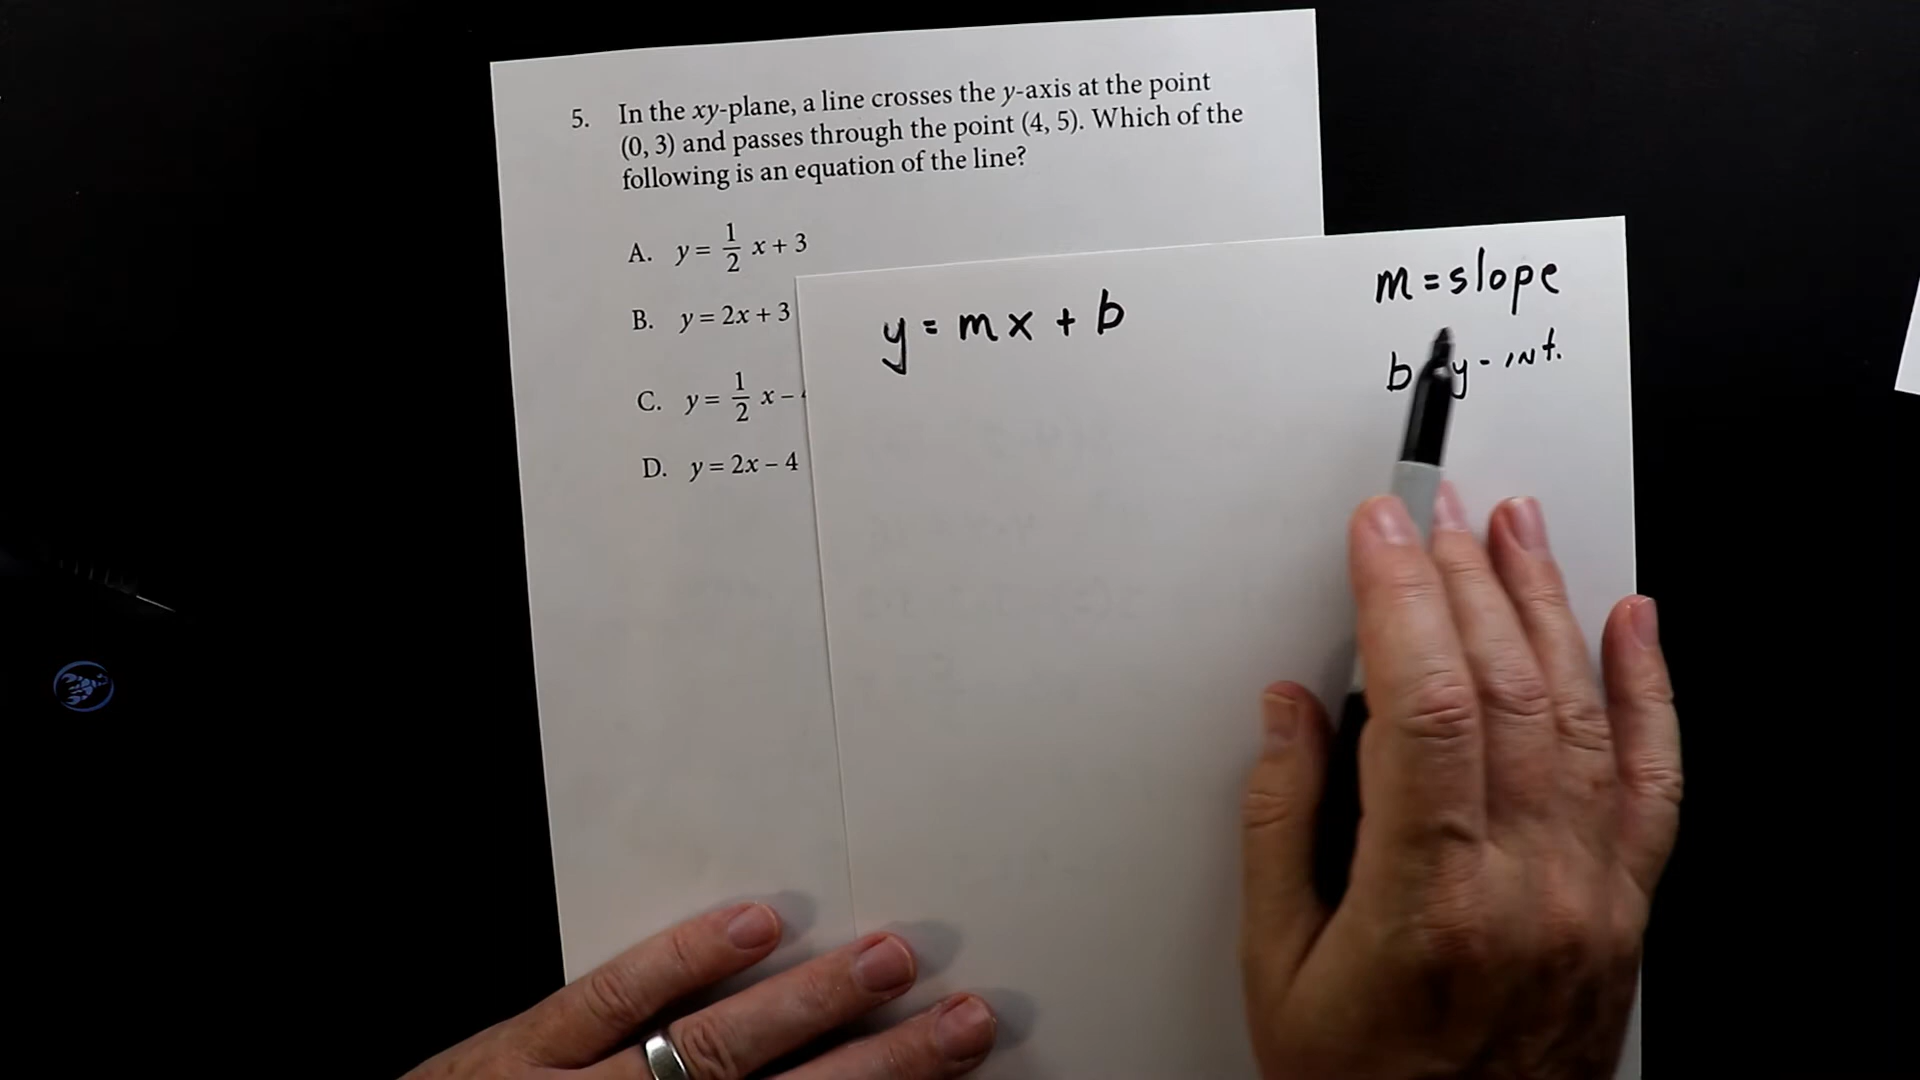 5. In the xy-plane, a line crosses the y-axis at the point
(0, 3) and passes through the point (4, 5). Which of the
following is an equation of the line?
A. y = 1/2 x + 3
B. y = 2x + 3
C. y = 1/2 x –
D. y = 2x – 4
y = mx + b
m = slope
b y - int.